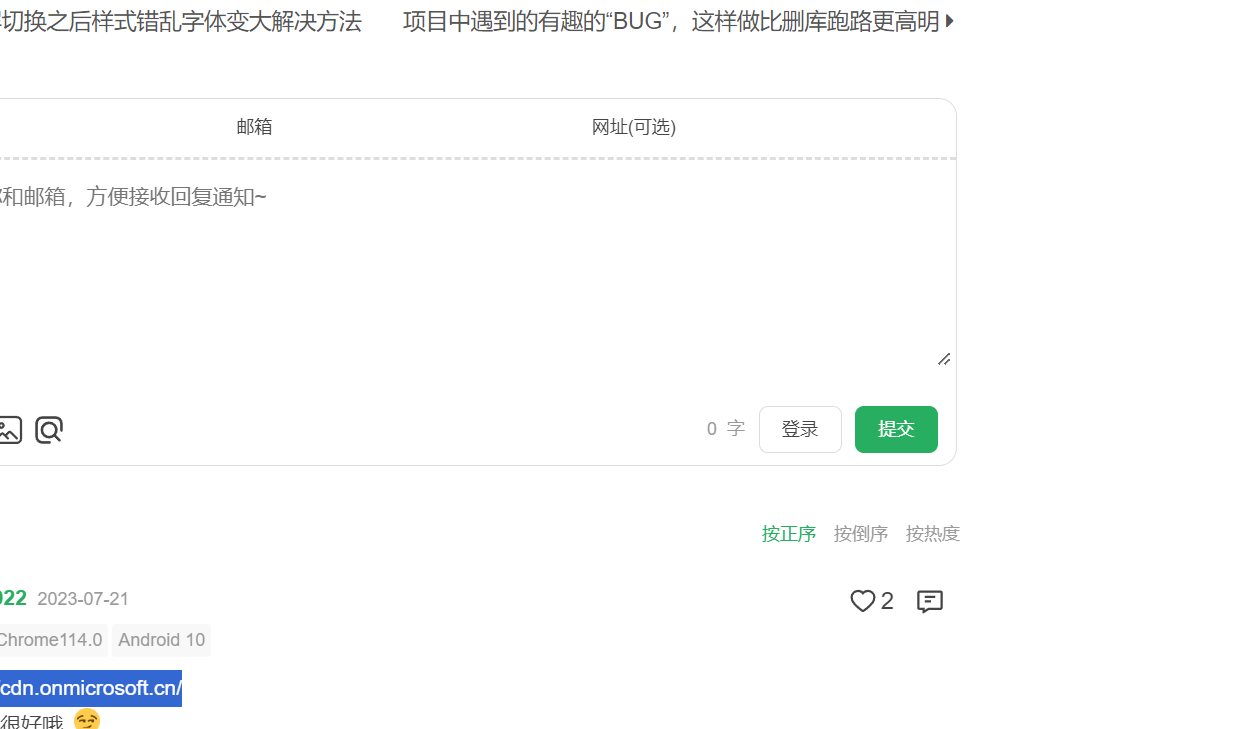 切换之后样式错乱字体变大解决方法 项目中遇到的有趣的“BUG”，这样做比删库跑路更高明
邮箱 网址(可选)
和邮箱，方便接收回复通知~
0 字 登录 提交
按正序 按倒序 按热度
022 2023-07-21 2
Chrome114.0 Android 10
cdn.onmicrosoft.cn/
很好哦